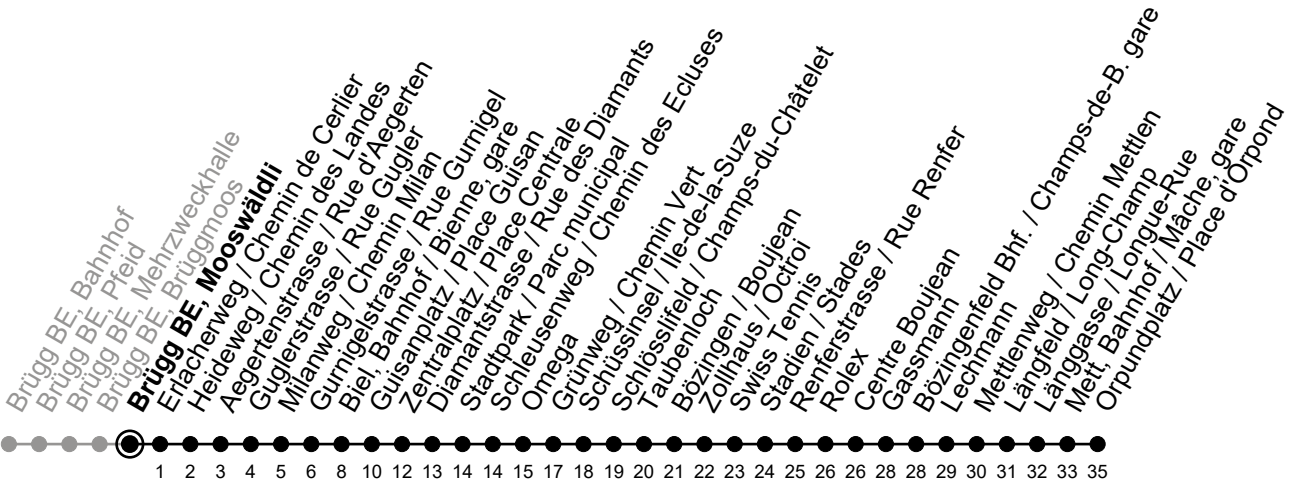 Brügg BE, Bahnhof
Brügg BE, Pfeid
Brügg BE, Mehrzweckhalle
Brügg BE, Brüggmoos
Brügg BE, Mooswäldli
Erlacherweg / Chemin de Cerlier
Heideweg / Chemin des Landes
Aegertenstrasse / Rue d'Aegerten
Guglerstrasse / Rue Gugler
Milanweg / Chemin Milan
Gurnigelstrasse / Rue Gurnigel
Biel, Bahnhof / Bienne, gare
Guisanplatz / Place Guisan
Zentralplatz / Place Centrale
Diamantstrasse / Rue des Diamants
Stadtpark / Parc municipal
Schleusenweg / Chemin des Ecluses
Omega
Grünweg / Chemin Vert
Schüssinsel / Ile-de-la-Suze
Schlössifeld / Champs-du-Châtelet
Taubenloch
Bözingen / Boujean
Zollhaus / Octroi
Swiss Tennis
Stadien / Stades
Renferstrasse / Rue Renfer
Rolex
Centre Boujean
Gassmann
Bözingenfeld Bhf. / Champs-de-B. gare
Lechmann
Mettlenweg / Chemin Mettlen
Längfeld / Long-Champ
Länggasse / Longue-Rue
Mett, Bahnhof / Mâche, gare
Orpundplatz / Place d'Orpond
1 2 3 4 5 6 8 10 12 13 14 14 15 17 18 19 20 21 22 23 24 25 26 26 28 28 29 30 31 32 33 35